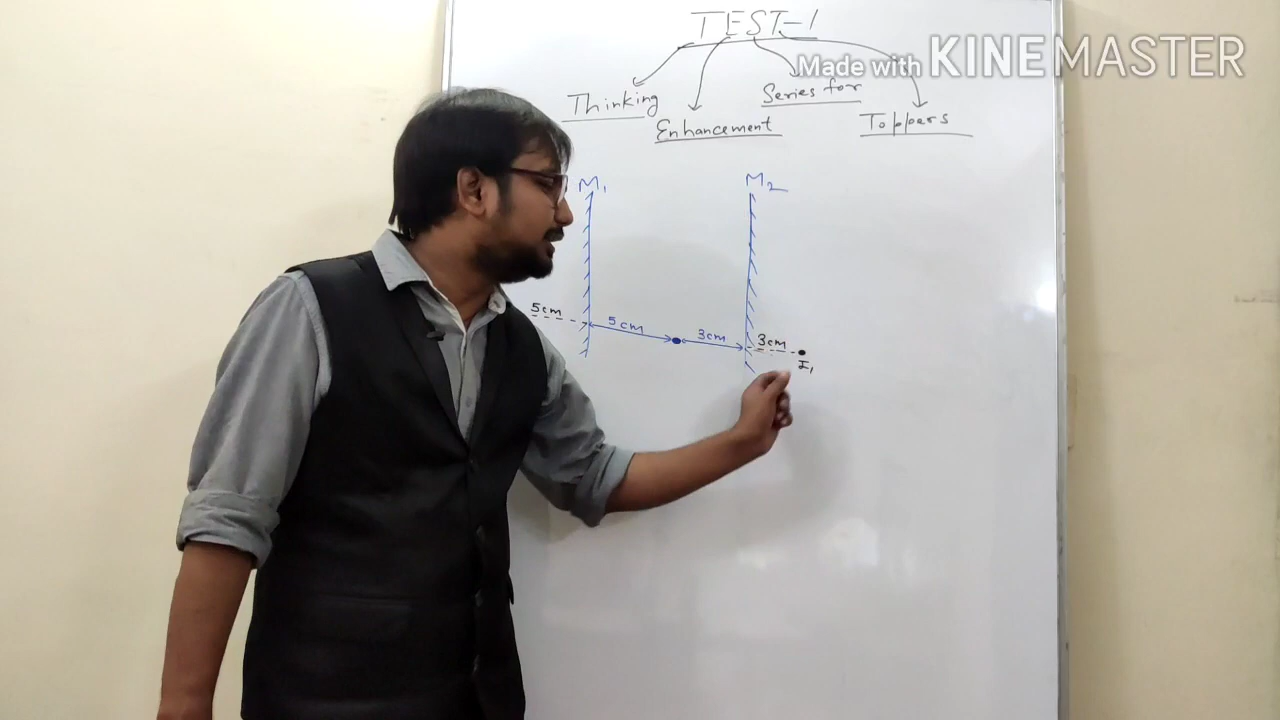 TEST-1
Made with KINEMASTER
Thinking
Series for
Enhancement
Toppers
M1
M2
5cm
5cm
3cm
3cm
I1